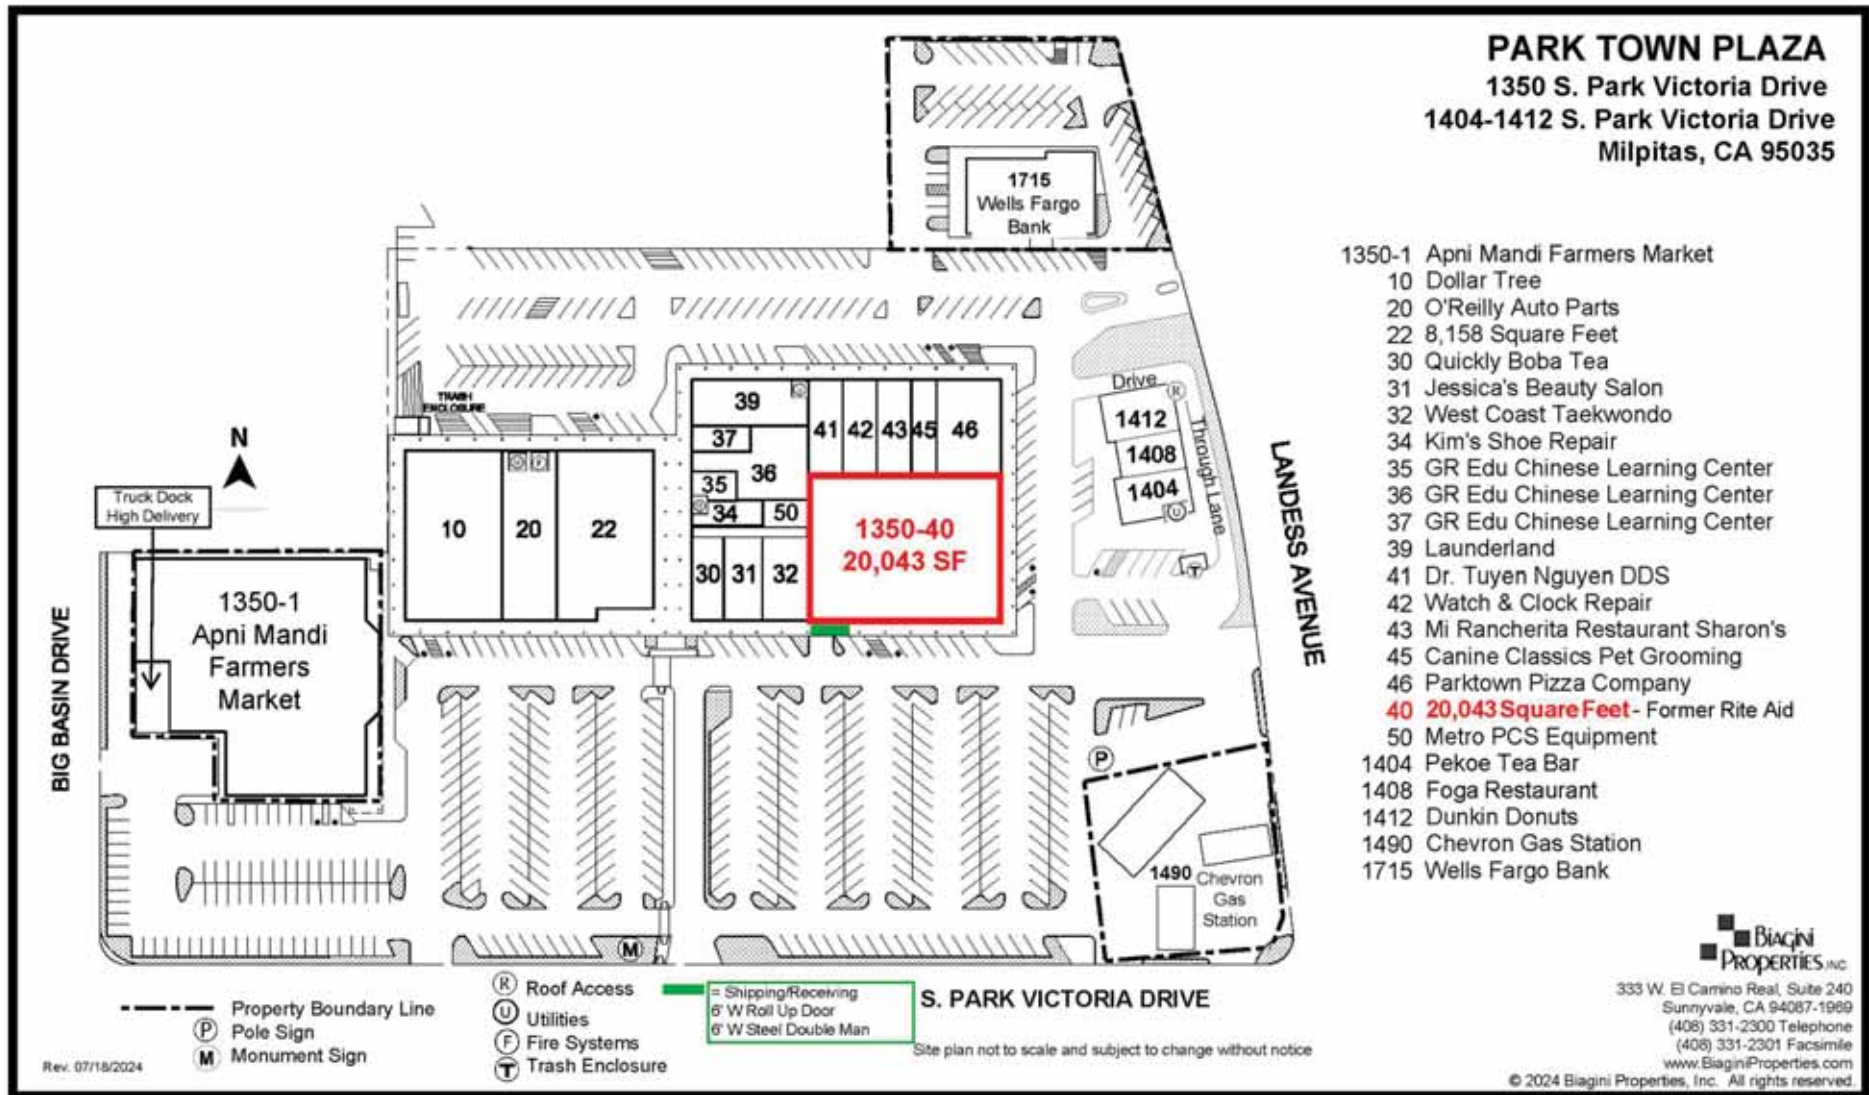 PARK TOWN PLAZA
1350 S. Park Victoria Drive
1404-1412 S. Park Victoria Drive
Milpitas, CA 95035
1715
Wells Fargo
Bank
1350-1 Apni Mandi Farmers Market
10 Dollar Tree
20 O'Reilly Auto Parts
22 8,158 Square Feet
30 Quickly Boba Tea
31 Jessica's Beauty Salon
32 West Coast Taekwondo
34 Kim's Shoe Repair
35 GR Edu Chinese Learning Center
36 GR Edu Chinese Learning Center
37 GR Edu Chinese Learning Center
39 Launderland
41 Dr. Tuyen Nguyen DDS
42 Watch & Clock Repair
43 Mi Rancherita Restaurant Sharon's
45 Canine Classics Pet Grooming
46 Parktown Pizza Company
40 20,043 Square Feet - Former Rite Aid
50 Metro PCS Equipment
1404 Pekoe Tea Bar
1408 Foga Restaurant
1412 Dunkin Donuts
1490 Chevron Gas Station
1715 Wells Fargo Bank
TRASH
ENCLOSURE
N
Truck Dock
High Delivery
10
U
F
20
22
39
37
36
35
34
50
30
31
32
41
42
43
45
46
1350-40
20,043 SF
Drive
Through Lane
R
1412
1408
1404
U
T
LANDESS AVENUE
BIG BASIN DRIVE
1350-1
Apni Mandi
Farmers
Market
P
1490
Chevron
Gas
Station
M
Property Boundary Line
P Pole Sign
M Monument Sign
R Roof Access
U Utilities
F Fire Systems
T Trash Enclosure
= Shipping/Receiving
6' W Roll Up Door
6' W Steel Double Man
S. PARK VICTORIA DRIVE
Site plan not to scale and subject to change without notice
Rev. 07/18/2024
BIAGINI
PROPERTIES, INC.
333 W. El Camino Real, Suite 240
Sunnyvale, CA 94087-1969
(408) 331-2300 Telephone
(408) 331-2301 Facsimile
www.BiaginiProperties.com
© 2024 Biagini Properties, Inc. All rights reserved.